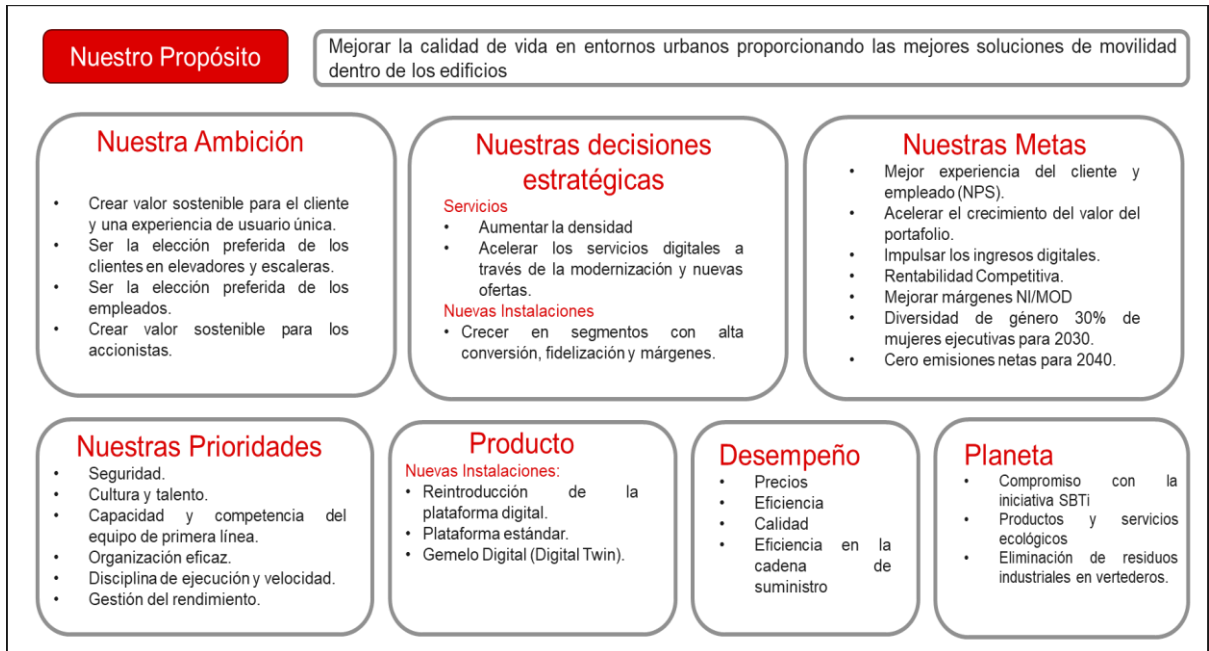 Nuestro Propósito
Mejorar la calidad de vida en entornos urbanos proporcionando las mejores soluciones de movilidad
dentro de los edificios
Nuestra Ambición
• Crear valor sostenible para el cliente
y una experiencia de usuario única.
• Ser la elección preferida de los
clientes en elevadores y escaleras.
• Ser la elección preferida de los
empleados.
• Crear valor sostenible para los
accionistas.
Nuestras decisiones
estratégicas
Servicios
• Aumentar la densidad
• Acelerar los servicios digitales a
través de la modernización y nuevas
ofertas.
Nuevas Instalaciones
• Crecer en segmentos con alta
conversión, fidelización y márgenes.
Nuestras Metas
• Mejor experiencia del cliente y
empleado (NPS).
• Acelerar el crecimiento del valor del
portafolio.
• Impulsar los ingresos digitales.
• Rentabilidad Competitiva.
• Mejorar márgenes NI/MOD
• Diversidad de género 30% de
mujeres ejecutivas para 2030.
• Cero emisiones netas para 2040.
Nuestras Prioridades
• Seguridad.
• Cultura y talento.
• Capacidad y competencia del
equipo de primera línea.
• Organización eficaz.
• Disciplina de ejecución y velocidad.
• Gestión del rendimiento.
Producto
Nuevas Instalaciones:
• Reintroducción de la
plataforma digital.
• Plataforma estándar.
• Gemelo Digital (Digital Twin).
Desempeño
• Precios
• Eficiencia
• Calidad
• Eficiencia en la
cadena de
suministro
Planeta
• Compromiso con la
iniciativa SBTi
• Productos y servicios
ecológicos
• Eliminación de residuos
industriales en vertederos.